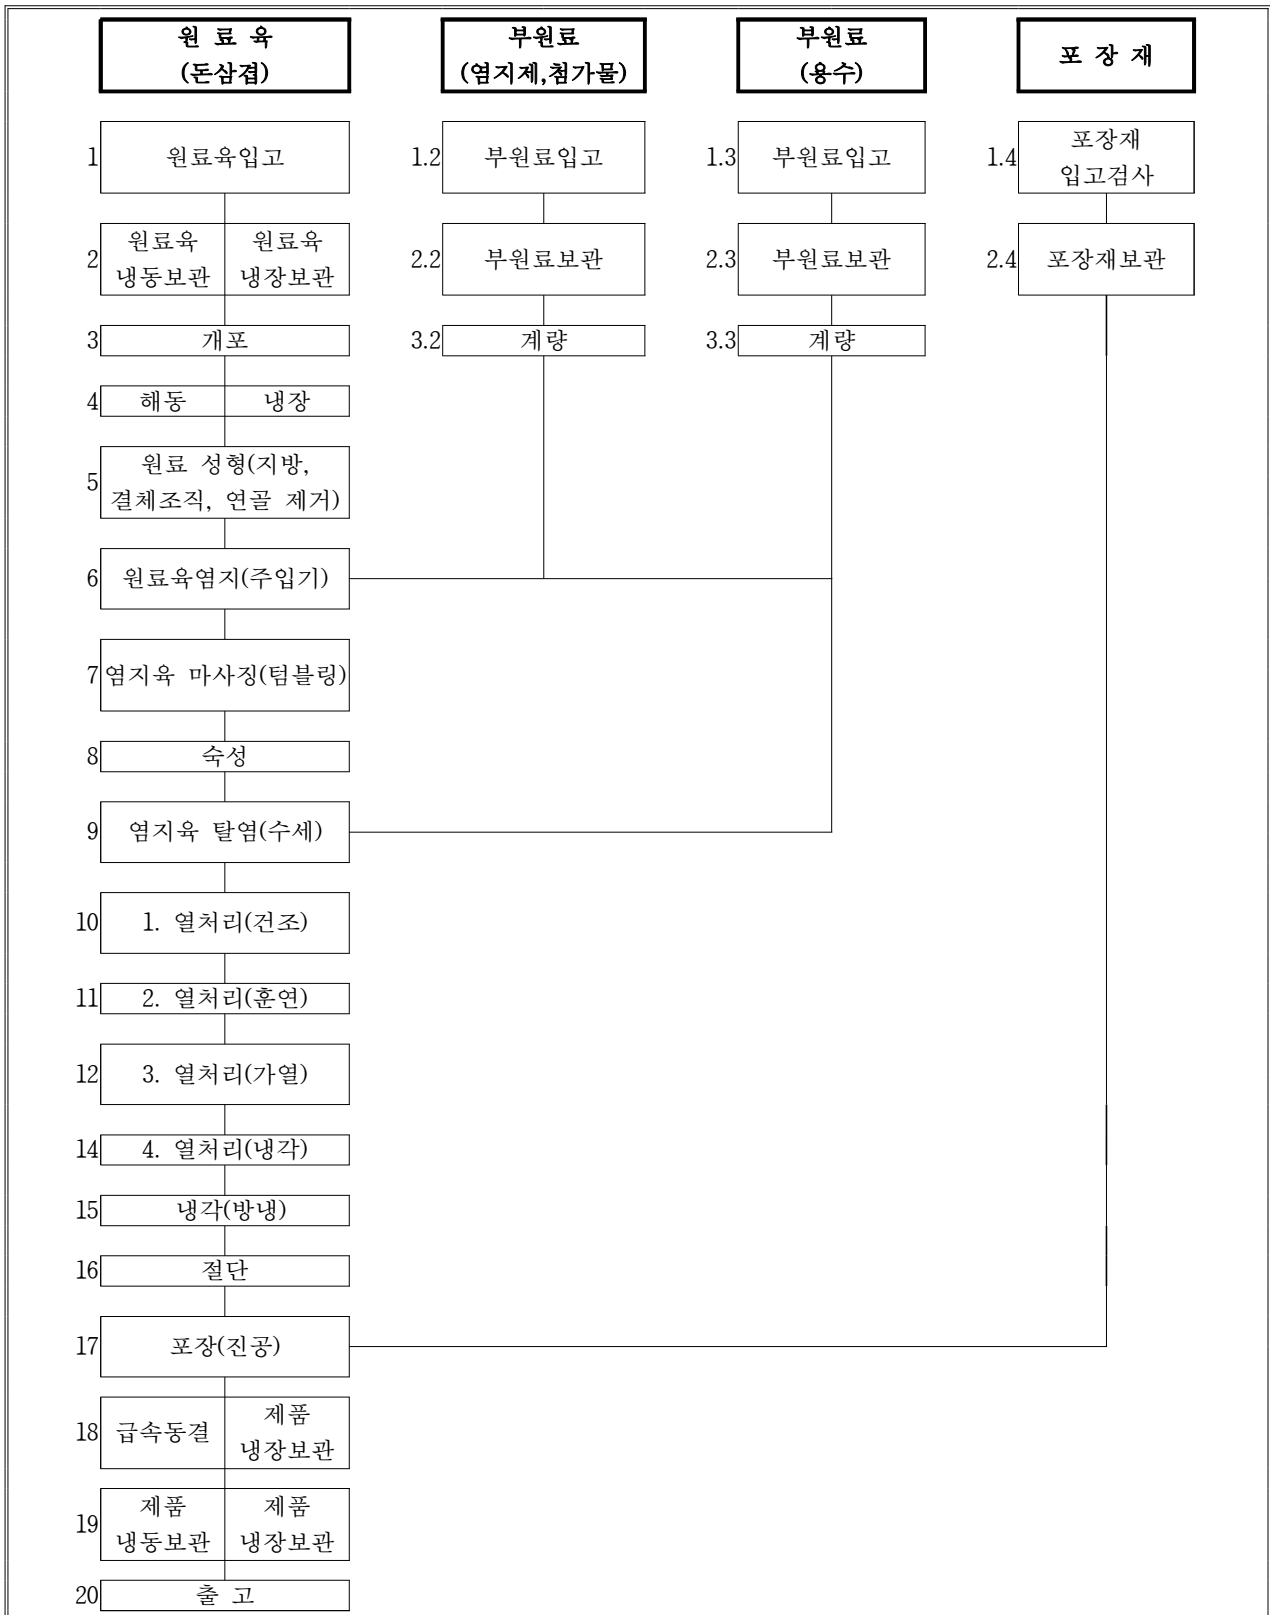 원 료 육
(돈삼겹)
부원료
(염지제,첨가물)
부원료
(용수)
포 장 재
1
원료육입고
1.2
부원료입고
1.3
부원료입고
1.4
포장재
입고검사
2
원료육
냉동보관
원료육
냉장보관
2.2
부원료보관
2.3
부원료보관
2.4
포장재보관
3
개포
3.2
계량
3.3
계량
4
해동
냉장
5
원료 성형(지방,
결체조직, 연골 제거)
6
원료육염지(주입기)
7
염지육 마사징(텀블링)
8
숙성
9
염지육 탈염(수세)
10
1. 열처리(건조)
11
2. 열처리(훈연)
12
3. 열처리(가열)
14
4. 열처리(냉각)
15
냉각(방냉)
16
절단
17
포장(진공)
18
급속동결
제품
냉장보관
19
제품
냉동보관
제품
냉장보관
20
출 고